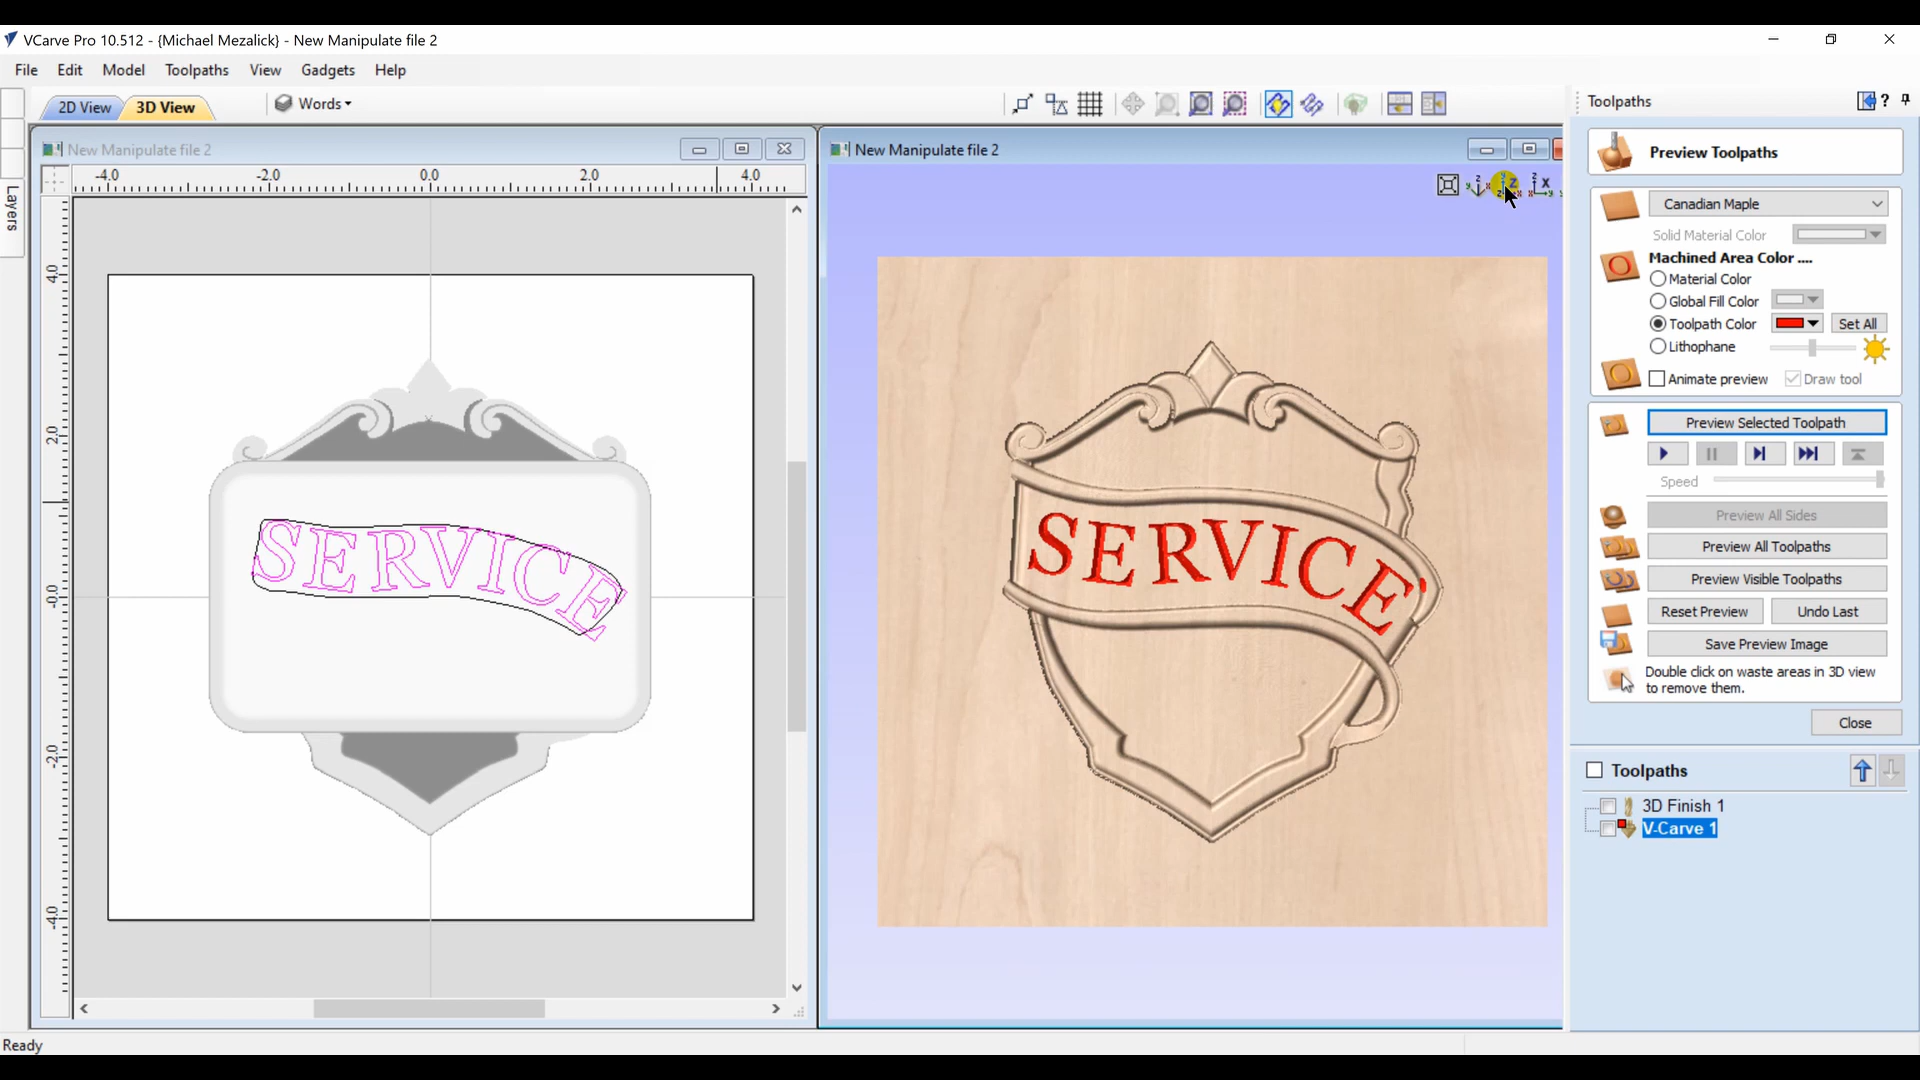 VCarve Pro 10.512 - {Michael Mezalick} - New Manipulate file 2
File Edit Model Toolpaths View Gadgets Help
2D View 3D View Words
Layers
New Manipulate file 2
-4.0 -2.0 0.0 2.0 4.0
4.0
2.0
-0.0
-2.0
-4.0
SERVICE
New Manipulate file 2
SERVICE'
Toolpaths
Preview Toolpaths
Canadian Maple
Solid Material Color
Machined Area Color ....
Material Color
Global Fill Color
Toolpath Color Set All
Lithophane
Animate preview Draw tool
Preview Selected Toolpath
Speed
Preview All Sides
Preview All Toolpaths
Preview Visible Toolpaths
Reset Preview Undo Last
Save Preview Image
Double click on waste areas in 3D view
to remove them.
Close
Toolpaths
3D Finish 1
V-Carve 1
Ready